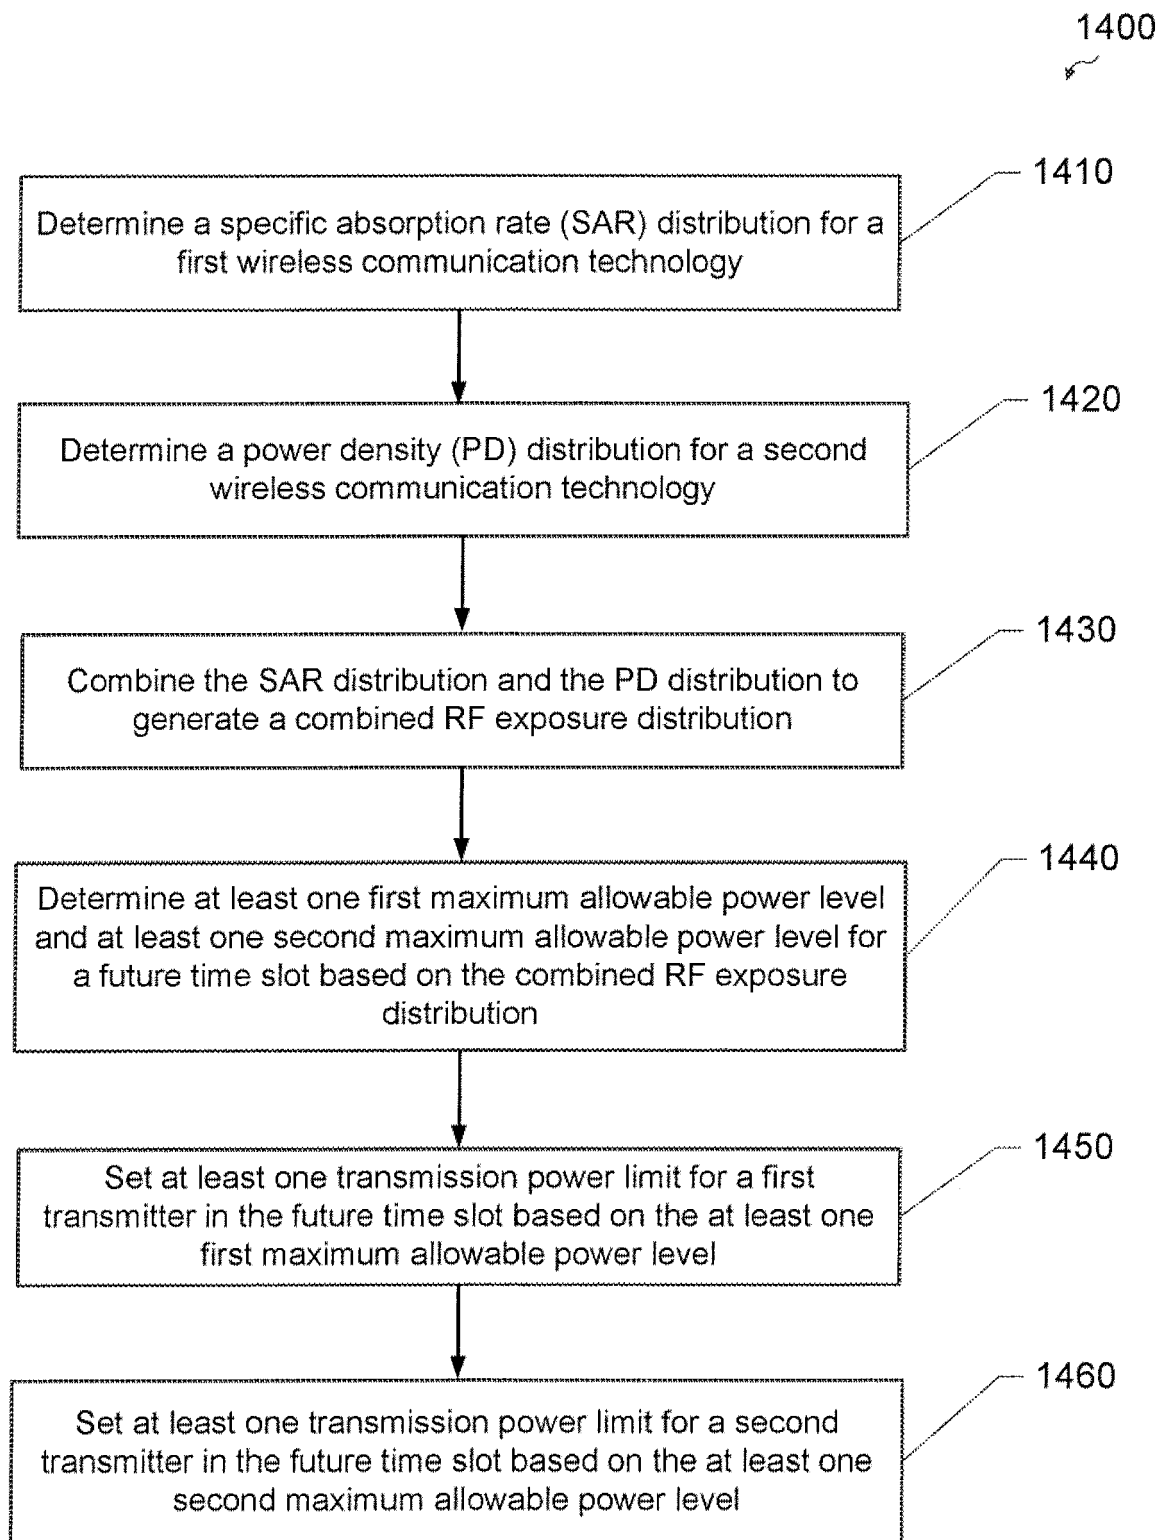 1400
1410
Determine a specific absorption rate (SAR) distribution for a
first wireless communication technology
1420
Determine a power density (PD) distribution for a second
wireless communication technology
1430
Combine the SAR distribution and the PD distribution to
generate a combined RF exposure distribution
1440
Determine at least one first maximum allowable power level
and at least one second maximum allowable power level for
a future time slot based on the combined RF exposure
distribution
1450
Set at least one transmission power limit for a first
transmitter in the future time slot based on the at least one
first maximum allowable power level
1460
Set at least one transmission power limit for a second
transmitter in the future time slot based on the at least one
second maximum allowable power level